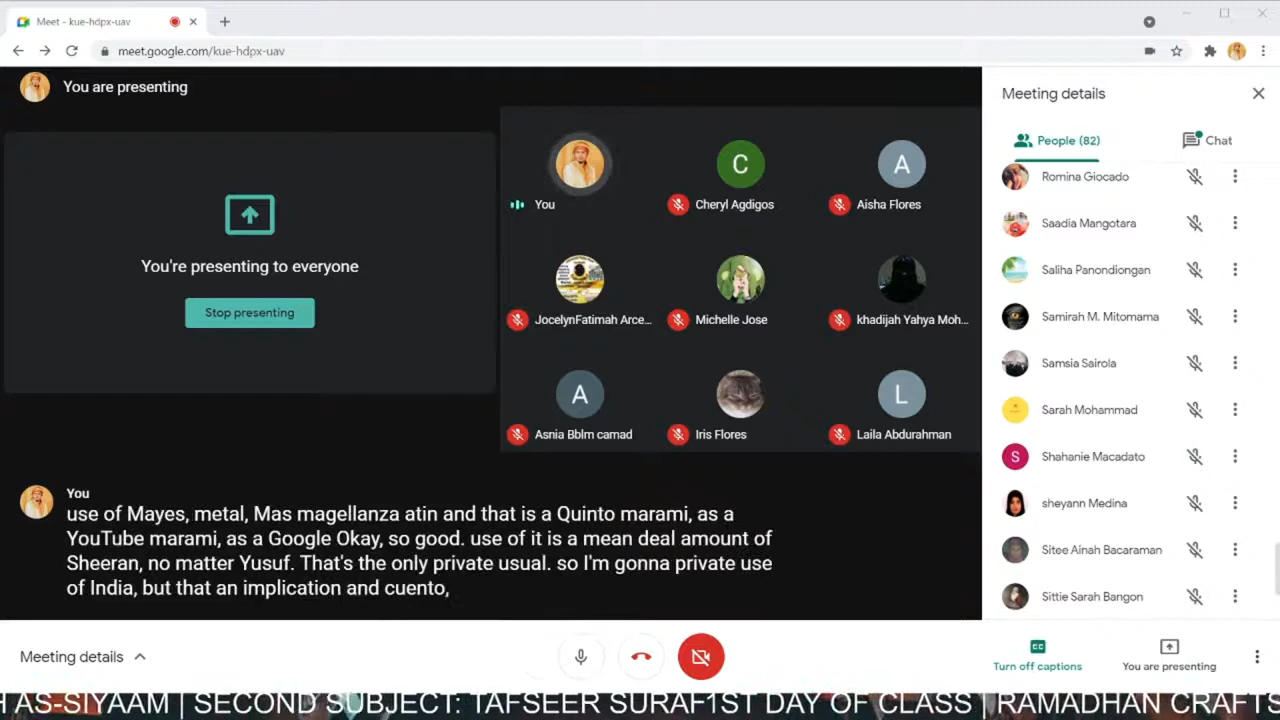 Meet - kue-hdpx-uav
meet.google.com/kue-hdpx-uav
You are presenting
Meeting details
People (82)
Chat
You're presenting to everyone
Stop presenting
You
Cheryl Agdigos
Aisha Flores
JocelynFatimah Arce...
Michelle Jose
khadijah Yahya Moh...
Asnia Bblm camad
Iris Flores
Laila Abdurahman
C
A
A
L
Romina Giocado
Saadia Mangotara
Saliha Panondiongan
Samirah M. Mitomama
Samsia Sairola
Sarah Mohammad
S
Shahanie Macadato
sheyann Medina
Sitee Ainah Bacaraman
Sittie Sarah Bangon
You
use of Mayes, metal, Mas magellanza atin and that is a Quinto marami, as a
YouTube marami, as a Google Okay, so good. use of it is a mean deal amount of
Sheeran, no matter Yusuf. That's the only private usual. so I'm gonna private use
of India, but that an implication and cuento,
Meeting details
CC
Turn off captions
You are presenting
H AS-SIYAAM | SECOND SUBJECT: TAFSEER SURAF1ST DAY OF CLASS | RAMADHAN CRAFTS